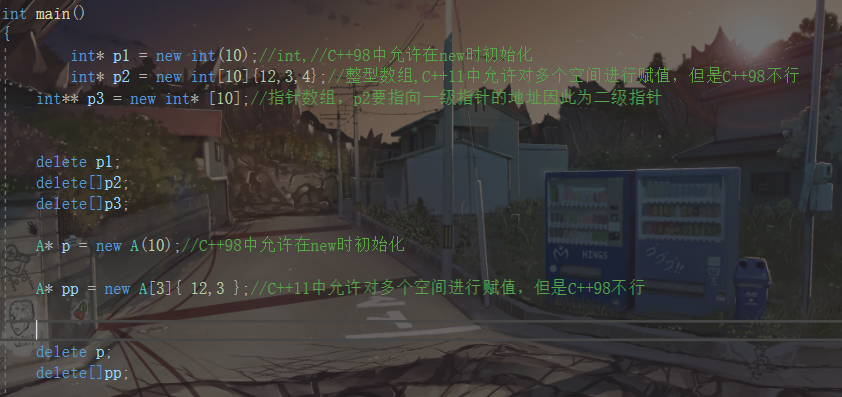 int main()
{
int* p1 = new int(10);//int,//C++98中允许在new时初始化
int* p2 = new int[10]{12,3,4};//整型数组,C++11中允许对多个空间进行赋值，但是C++98不行
int** p3 = new int* [10];//指针数组，p2要指向一级指针的地址因此为二级指针
delete p1;
delete[]p2;
delete[]p3;
A* p = new A(10);//C++98中允许在new时初始化
A* pp = new A[3]{ 12,3 };//C++11中允许对多个空间进行赋值，但是C++98不行
delete p;
delete[]pp;
KINGS